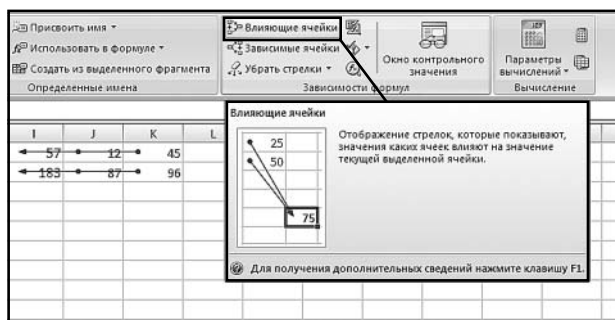 Присвоить имя
Использовать в формуле
Создать из выделенного фрагмента
Определенные имена
Влияющие ячейки
Зависимые ячейки
Убрать стрелки
Окно контрольного
значения
Зависимости формул
Параметры
вычислений
Вычисление
I J K L
57 12 45
183 87 96
Влияющие ячейки
25
50
75
Отображение стрелок, которые показывают,
значения каких ячеек влияют на значение
текущей выделенной ячейки.
Для получения дополнительных сведений нажмите клавишу F1.